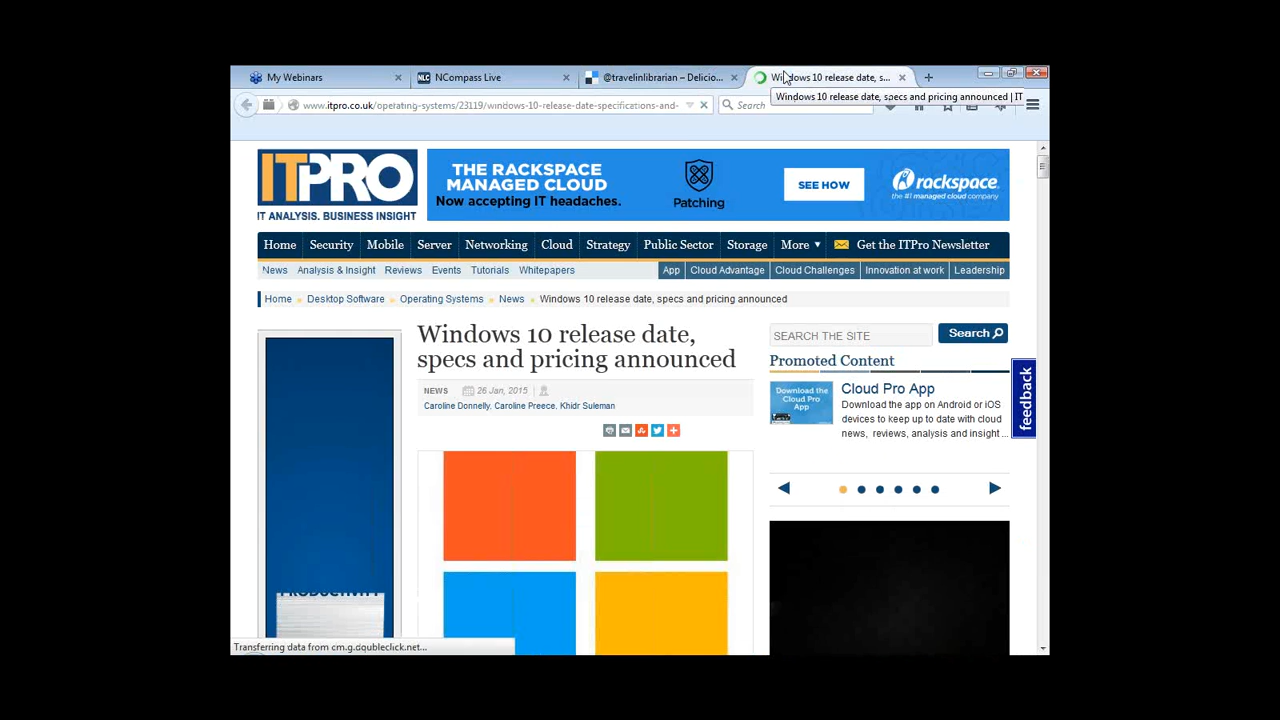 My Webinars
NCompass Live
@travelinlibrarian – Delicio...
Windows 10 release date, s...
www.itpro.co.uk/operating-systems/23119/windows-10-release-date-specifications-and-
Search
Windows 10 release date, specs and pricing announced | IT
ITPRO
IT ANALYSIS. BUSINESS INSIGHT
THE RACKSPACE
MANAGED CLOUD
Now accepting IT headaches.
Patching
SEE HOW
rackspace
the #1 managed cloud company
Home Security Mobile Server Networking Cloud Strategy Public Sector Storage More Get the ITPro Newsletter
News Analysis & Insight Reviews Events Tutorials Whitepapers App Cloud Advantage Cloud Challenges Innovation at work Leadership
Home Desktop Software Operating Systems News Windows 10 release date, specs and pricing announced
Windows 10 release date,
specs and pricing announced
NEWS 26 Jan, 2015
Caroline Donnelly, Caroline Preece, Khidr Suleman
SEARCH THE SITE
Search
Promoted Content
Download the
Cloud Pro
App
Cloud Pro App
Download the app on Android or iOS
devices to keep up to date with cloud
news, reviews, analysis and insight ...
feedback
PRODUCTIVITY
Transferring data from cm.g.doubleclick.net...